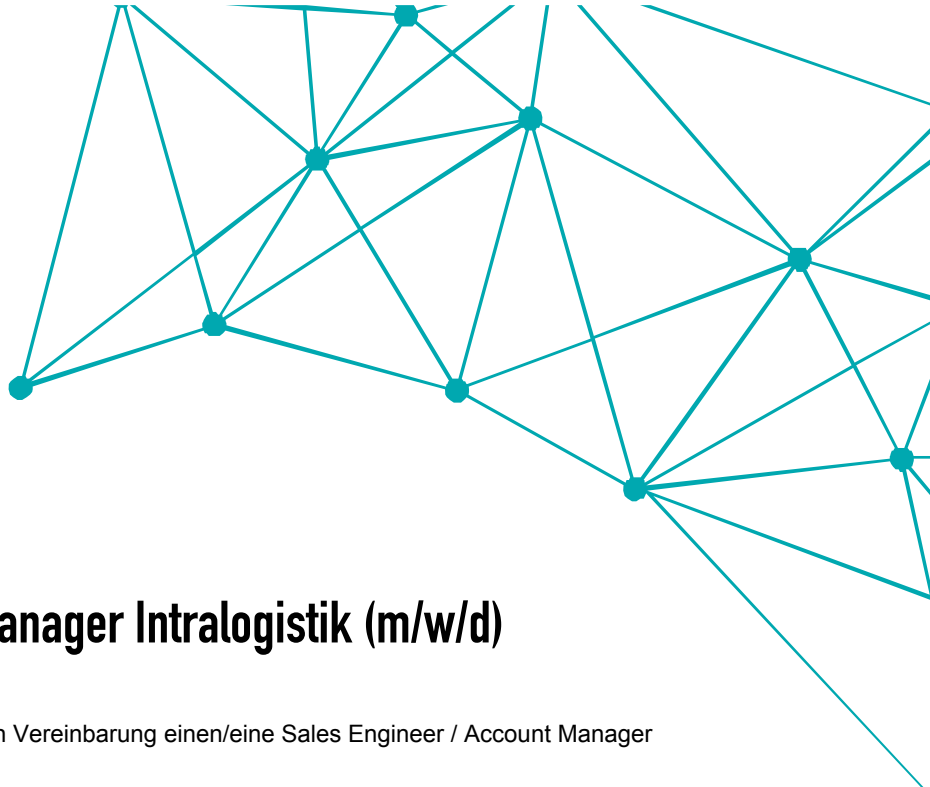 anager Intralogistik (m/w/d)
Vereinbarung einen/eine Sales Engineer / Account Manager